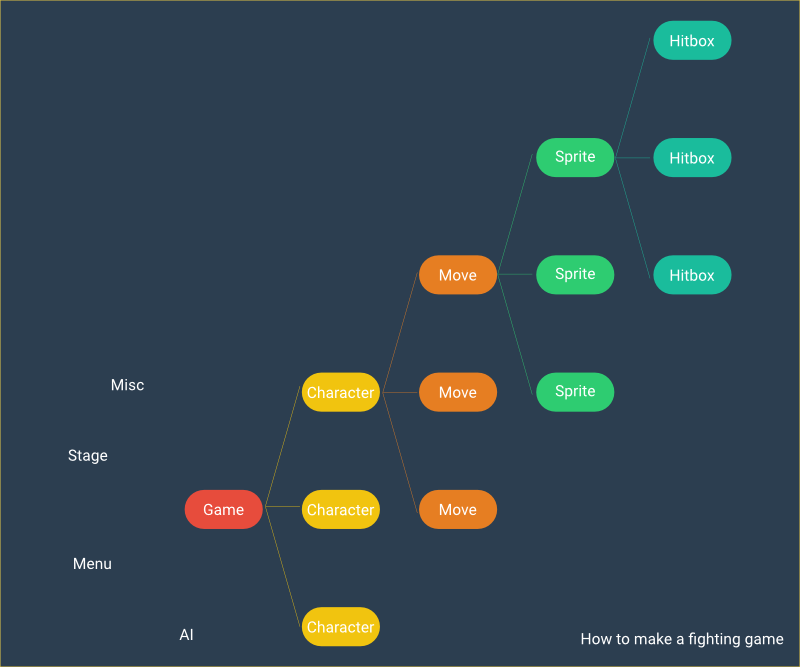 Hitbox
Sprite
Hitbox
Move
Sprite
Hitbox
Misc
Character
Move
Sprite
Stage
Game
Character
Move
Menu
Character
AI
How to make a fighting game